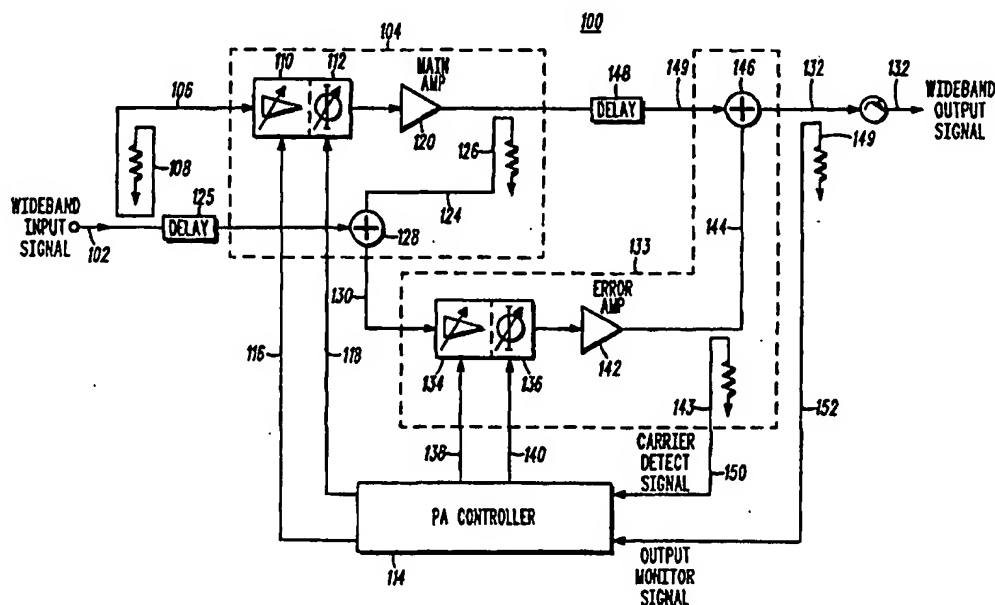 100
104
110
112
MAIN
AMP
146
106
148
149
132
132
DELAY
WIDEBAND
OUTPUT
SIGNAL
120
126
149
108
125
124
WIDEBAND
INPUT
SIGNAL
DELAY
102
128
144
133
130
ERROR
AMP
116
118
134
136
142
143
152
138
140
CARRIER
DETECT
SIGNAL
150
PA CONTROLLER
114
OUTPUT
MONITOR
SIGNAL